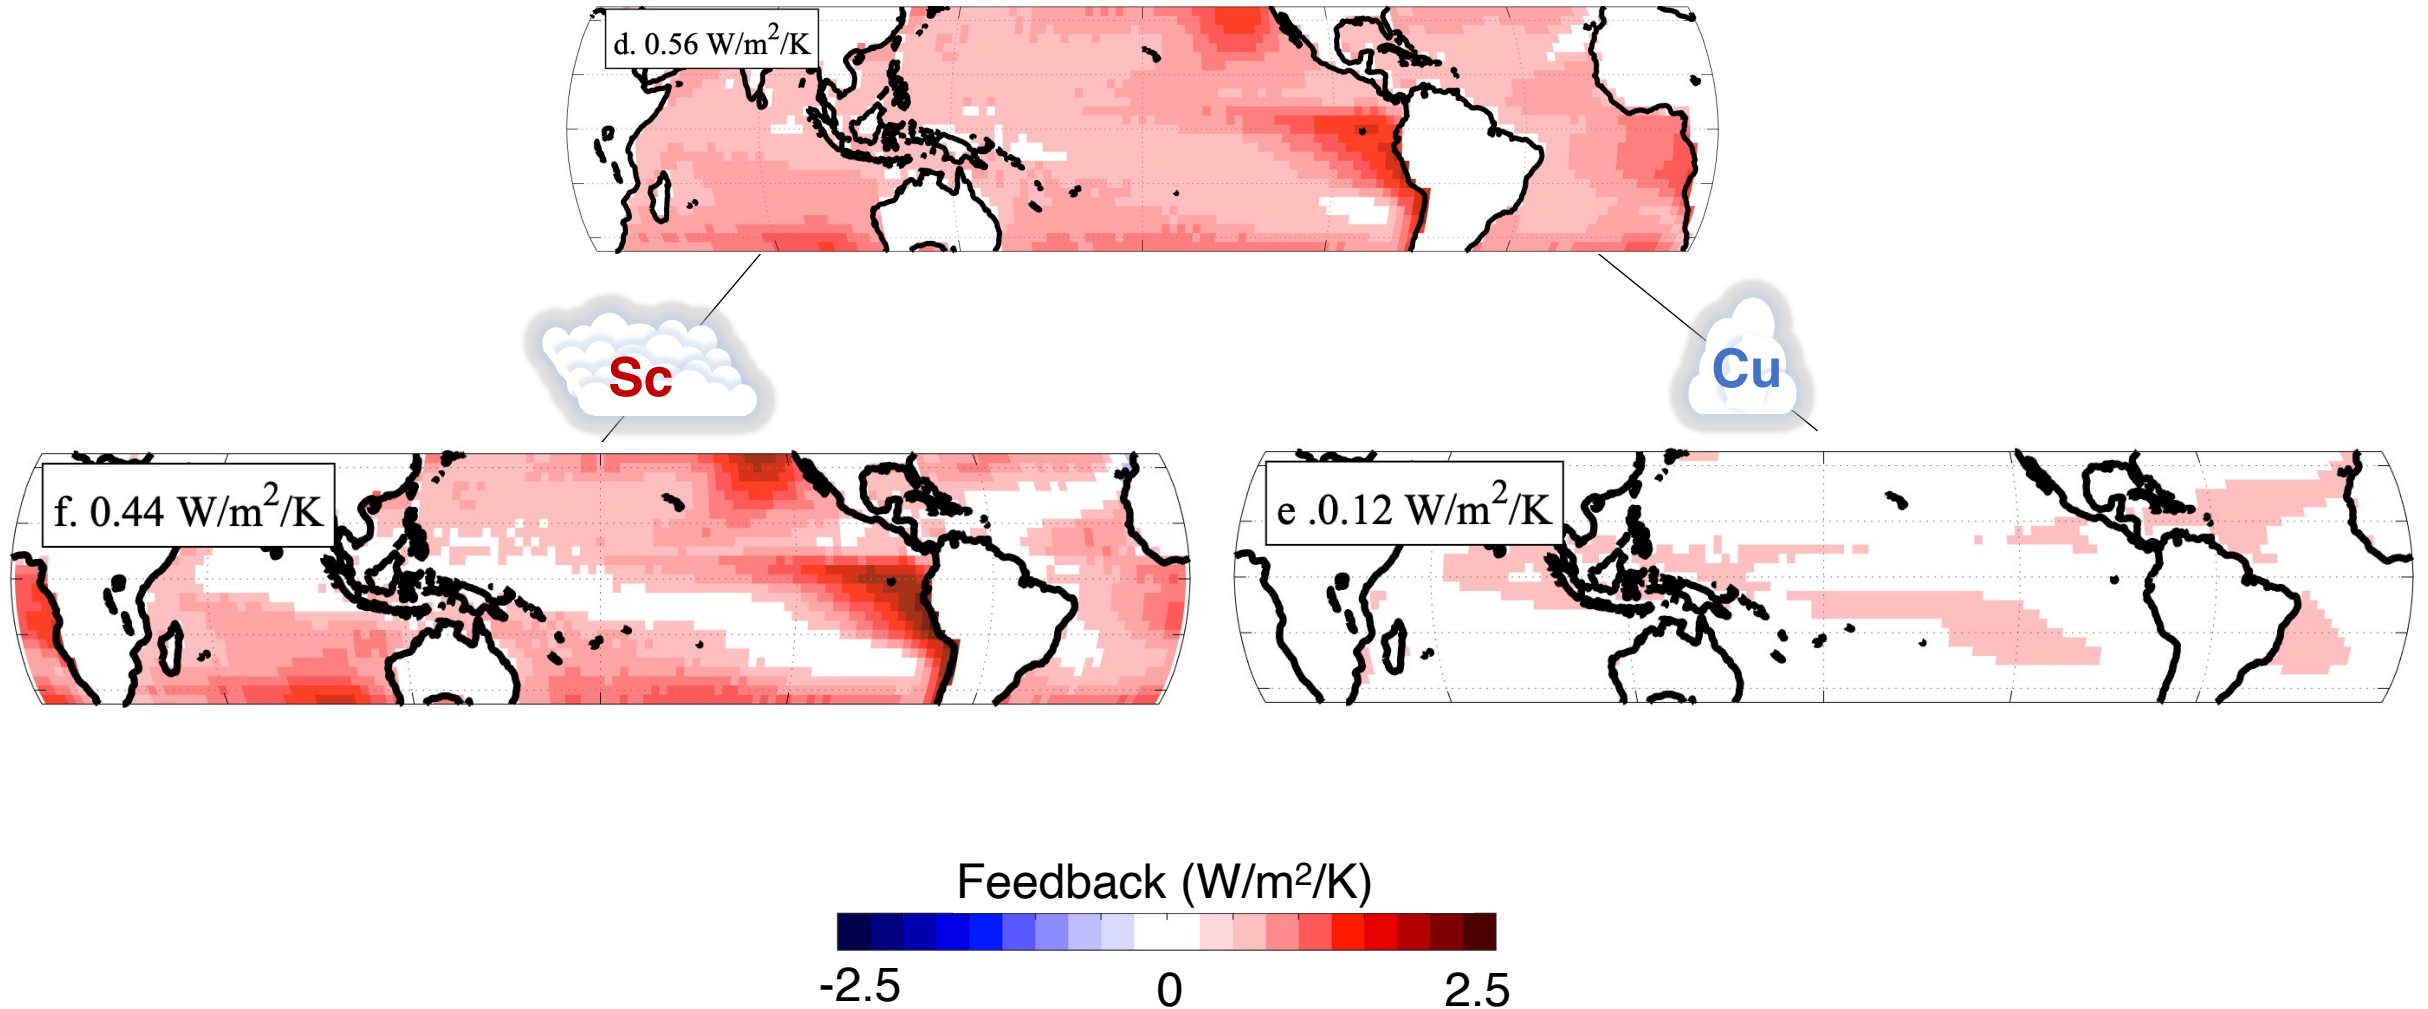 d. 0.56 W/m²/K
Sc
Cu
f. 0.44 W/m²/K
e .0.12 W/m²/K
Feedback (W/m²/K)
-2.5 0 2.5